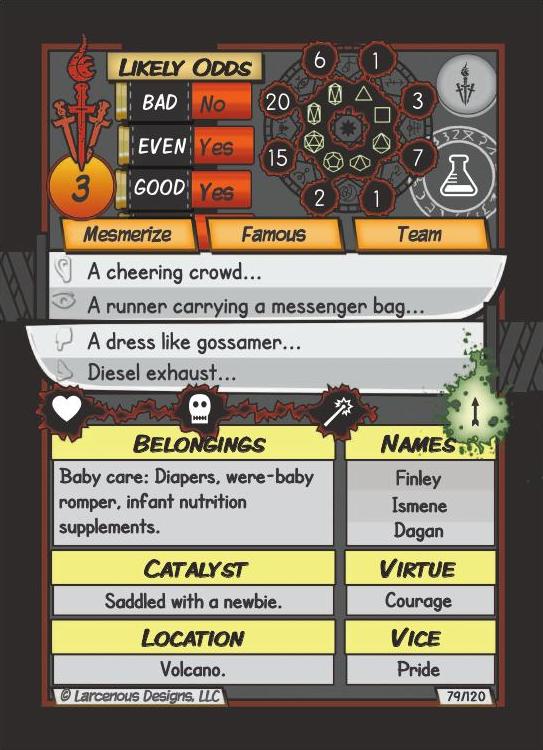 LIKELY ODDS
BAD No
EVEN Yes
GOOD Yes
3
6
1
20
3
15
7
2
1
Mesmerize
Famous
Team
A cheering crowd...
A runner carrying a messenger bag...
A dress like gossamer...
Diesel exhaust...
BELONGINGS
Baby care: Diapers, were-baby
romper, infant nutrition
supplements.
NAMES
Finley
Ismene
Dagan
CATALYST
Saddled with a newbie.
VIRTUE
Courage
LOCATION
Volcano.
VICE
Pride
© Larcenous Designs, LLC
79/120